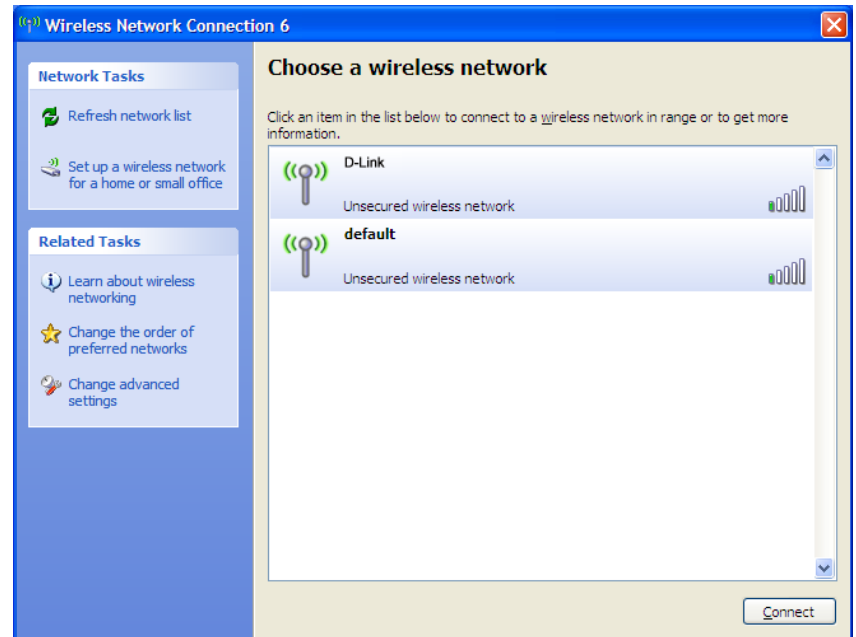 Wireless Network Connection 6
Network Tasks
Refresh network list
Set up a wireless network
for a home or small office
Related Tasks
Learn about wireless
networking
Change the order of
preferred networks
Change advanced
settings
Choose a wireless network
Click an item in the list below to connect to a wireless network in range or to get more
information.
D-Link
Unsecured wireless network
default
Unsecured wireless network
Connect